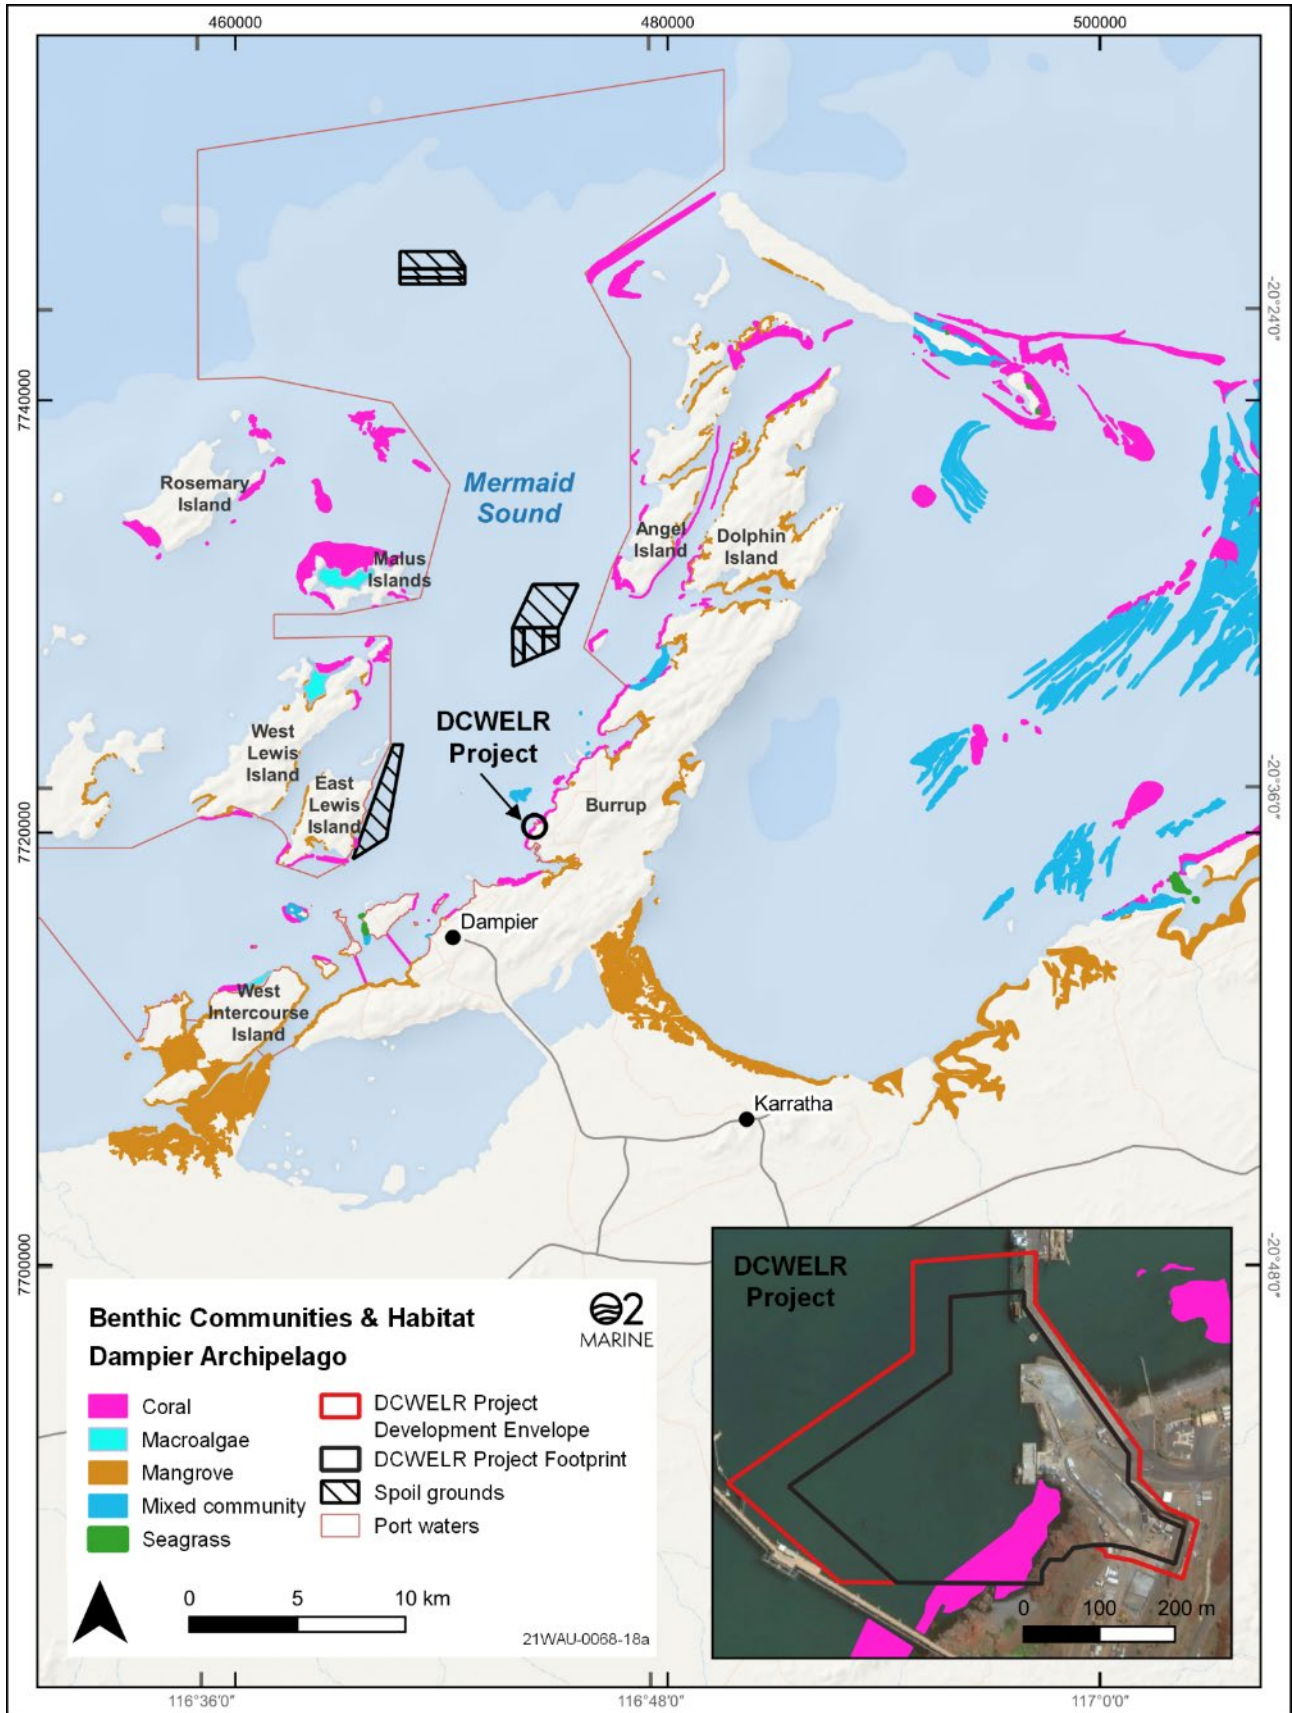 460000
480000
500000
-20°24'0"
7740000
Mermaid
Sound
Rosemary
Island
Angel
Island
Dolphin
Island
Malus
Islands
DCWELR
Project
West
Lewis
Island
East
Lewis
Island
Burrup
-20°36'0"
7720000
Dampier
West
Intercourse
Island
Karratha
7700000
-20°48'0"
Benthic Communities & Habitat
Dampier Archipelago
O2
MARINE
Coral
Macroalgae
Mangrove
Mixed community
Seagrass
DCWELR Project
Development Envelope
DCWELR Project Footprint
Spoil grounds
Port waters
0 5 10 km
21WAU-0068-18a
DCWELR
Project
0 100 200 m
116°36'0"
116°48'0"
117°0'0"